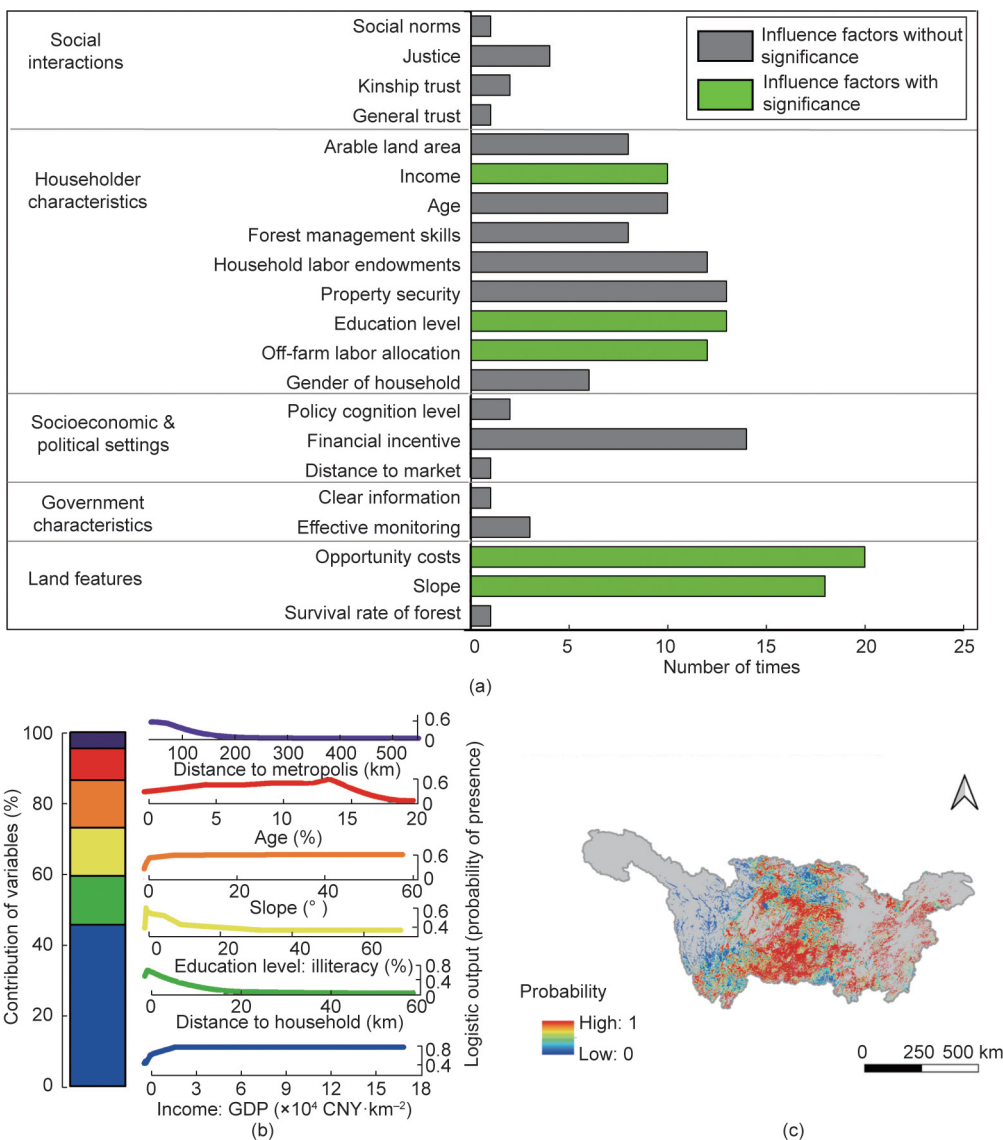 Social
interactions
Social norms
Justice
Kinship trust
General trust
Influence factors without
significance
Influence factors with
significance
Householder
characteristics
Arable land area
Income
Age
Forest management skills
Household labor endowments
Property security
Education level
Off-farm labor allocation
Gender of household
Socioeconomic &
political settings
Policy cognition level
Financial incentive
Distance to market
Government
characteristics
Clear information
Effective monitoring
Land features
Opportunity costs
Slope
Survival rate of forest
0 5 10 15 20 25
Number of times
(a)
Contribution of variables (%)
100
80
60
40
20
0
0.6
0
100 200 300 400 500
Distance to metropolis (km)
0.6
0
0 5 10 15 20
Age (%)
0.6
0
0 20 40 60
Slope (°)
0.6
0.4
0 20 40 60
Education level: illiteracy (%)
0.8
0.4
0
0 20 40 60
Distance to household (km)
0.8
0.4
0 3 6 9 12 15 18
Income: GDP (×10⁴ CNY·km⁻²)
Logistic output (probability of presence)
(b)
Probability
High: 1
Low: 0
0 250 500 km
(c)